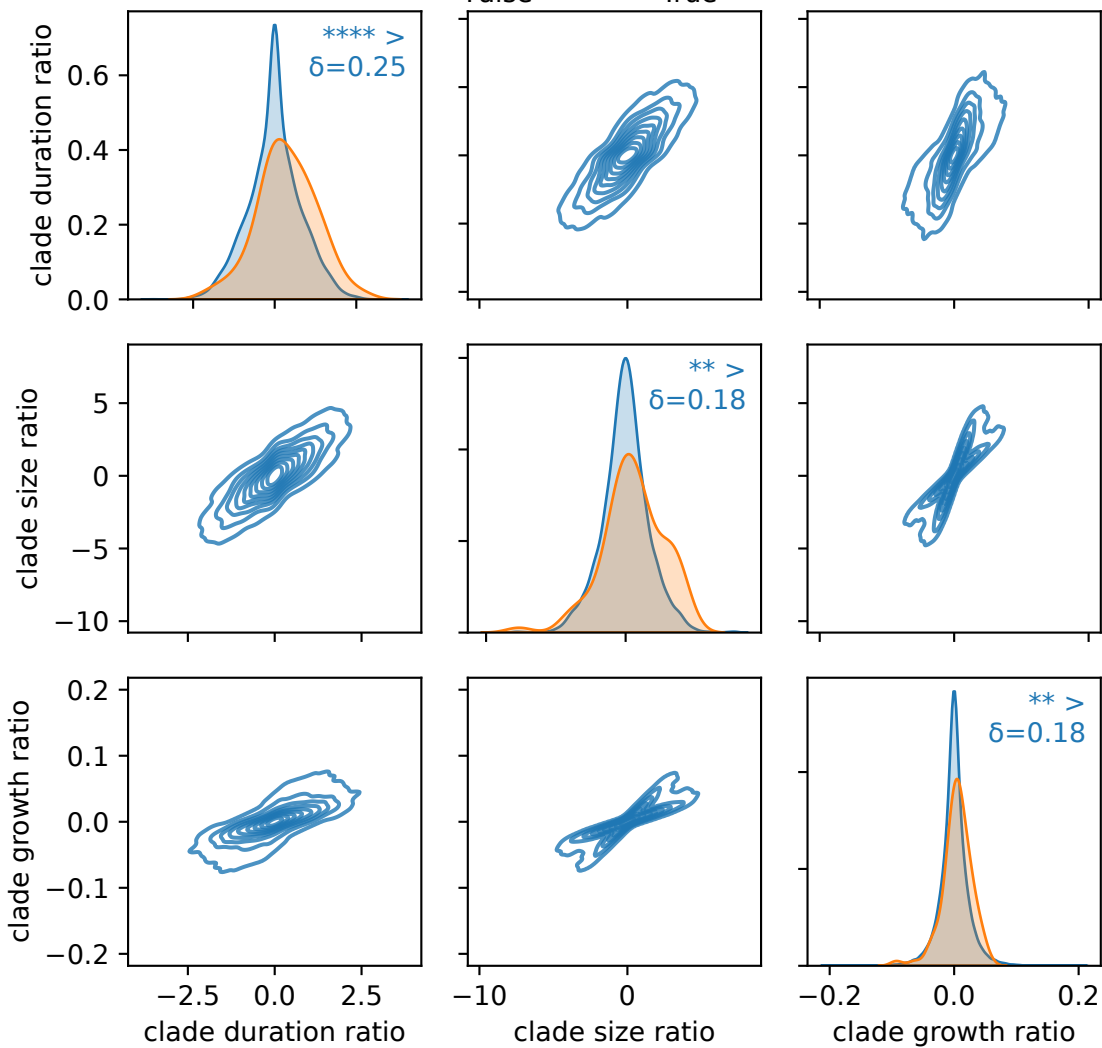 False True
clade duration ratio
0.6
0.4
0.2
0.0
**** >
δ=0.25
clade size ratio
5
0
−5
−10
** >
δ=0.18
clade growth ratio
0.2
0.1
0.0
−0.1
−0.2
** >
δ=0.18
−2.5 0.0 2.5
−10 0
−0.2 0.0 0.2
clade duration ratio
clade size ratio
clade growth ratio